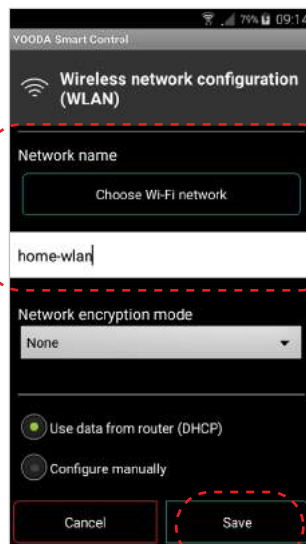 79% 09:14
YOODA Smart Control
Wireless network configuration
(WLAN)
Network name
Choose Wi-Fi network
home-wlan
Network encryption mode
None
Use data from router (DHCP)
Configure manually
Cancel
Save